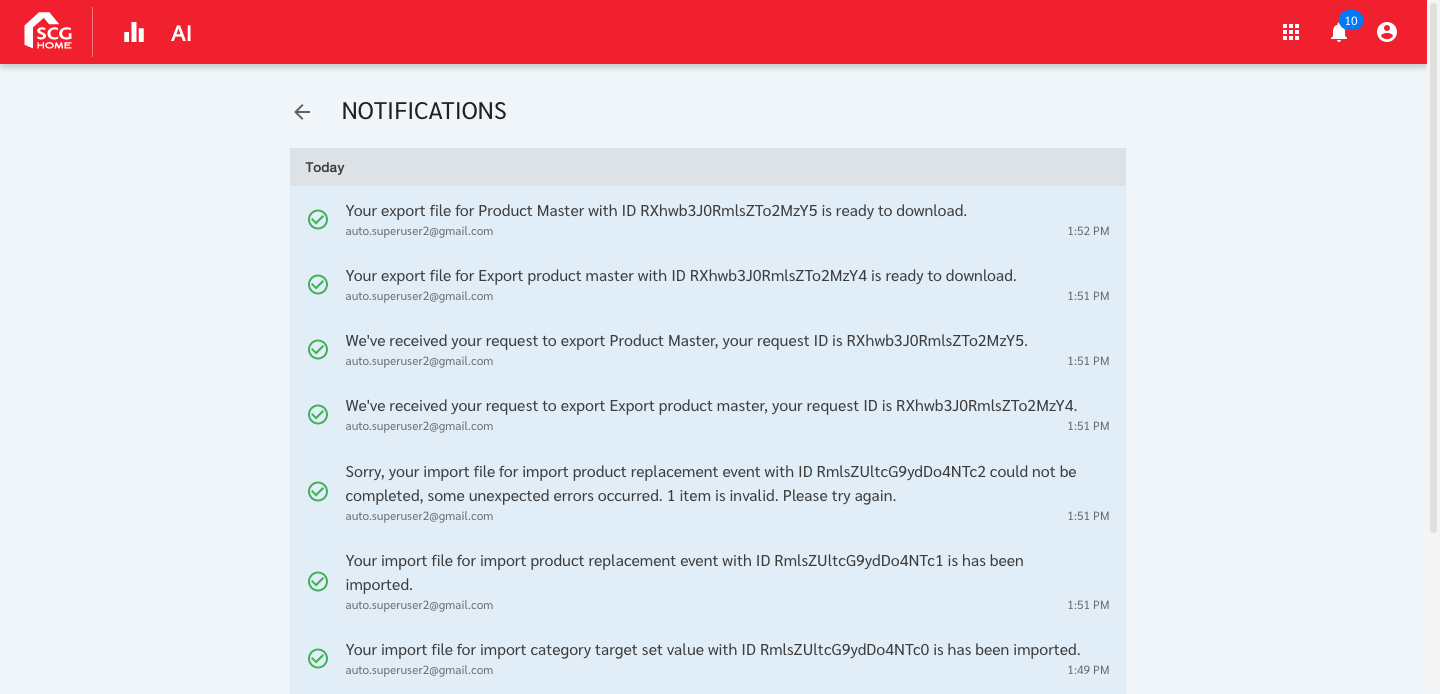 SCG
HOME
AI
10
NOTIFICATIONS
Today
Your export file for Product Master with ID RXhwb3J0RmlsZTo2MzY5 is ready to download.
auto.superuser2@gmail.com 1:52 PM
Your export file for Export product master with ID RXhwb3J0RmlsZTo2MzY4 is ready to download.
auto.superuser2@gmail.com 1:51 PM
We've received your request to export Product Master, your request ID is RXhwb3J0RmlsZTo2MzY5.
auto.superuser2@gmail.com 1:51 PM
We've received your request to export Export product master, your request ID is RXhwb3J0RmlsZTo2MzY4.
auto.superuser2@gmail.com 1:51 PM
Sorry, your import file for import product replacement event with ID RmlsZUltcG9ydDo4NTc2 could not be
completed, some unexpected errors occurred. 1 item is invalid. Please try again.
auto.superuser2@gmail.com 1:51 PM
Your import file for import product replacement event with ID RmlsZUltcG9ydDo4NTc1 is has been
imported.
auto.superuser2@gmail.com 1:51 PM
Your import file for import category target set value with ID RmlsZUltcG9ydDo4NTc0 is has been imported.
auto.superuser2@gmail.com 1:49 PM